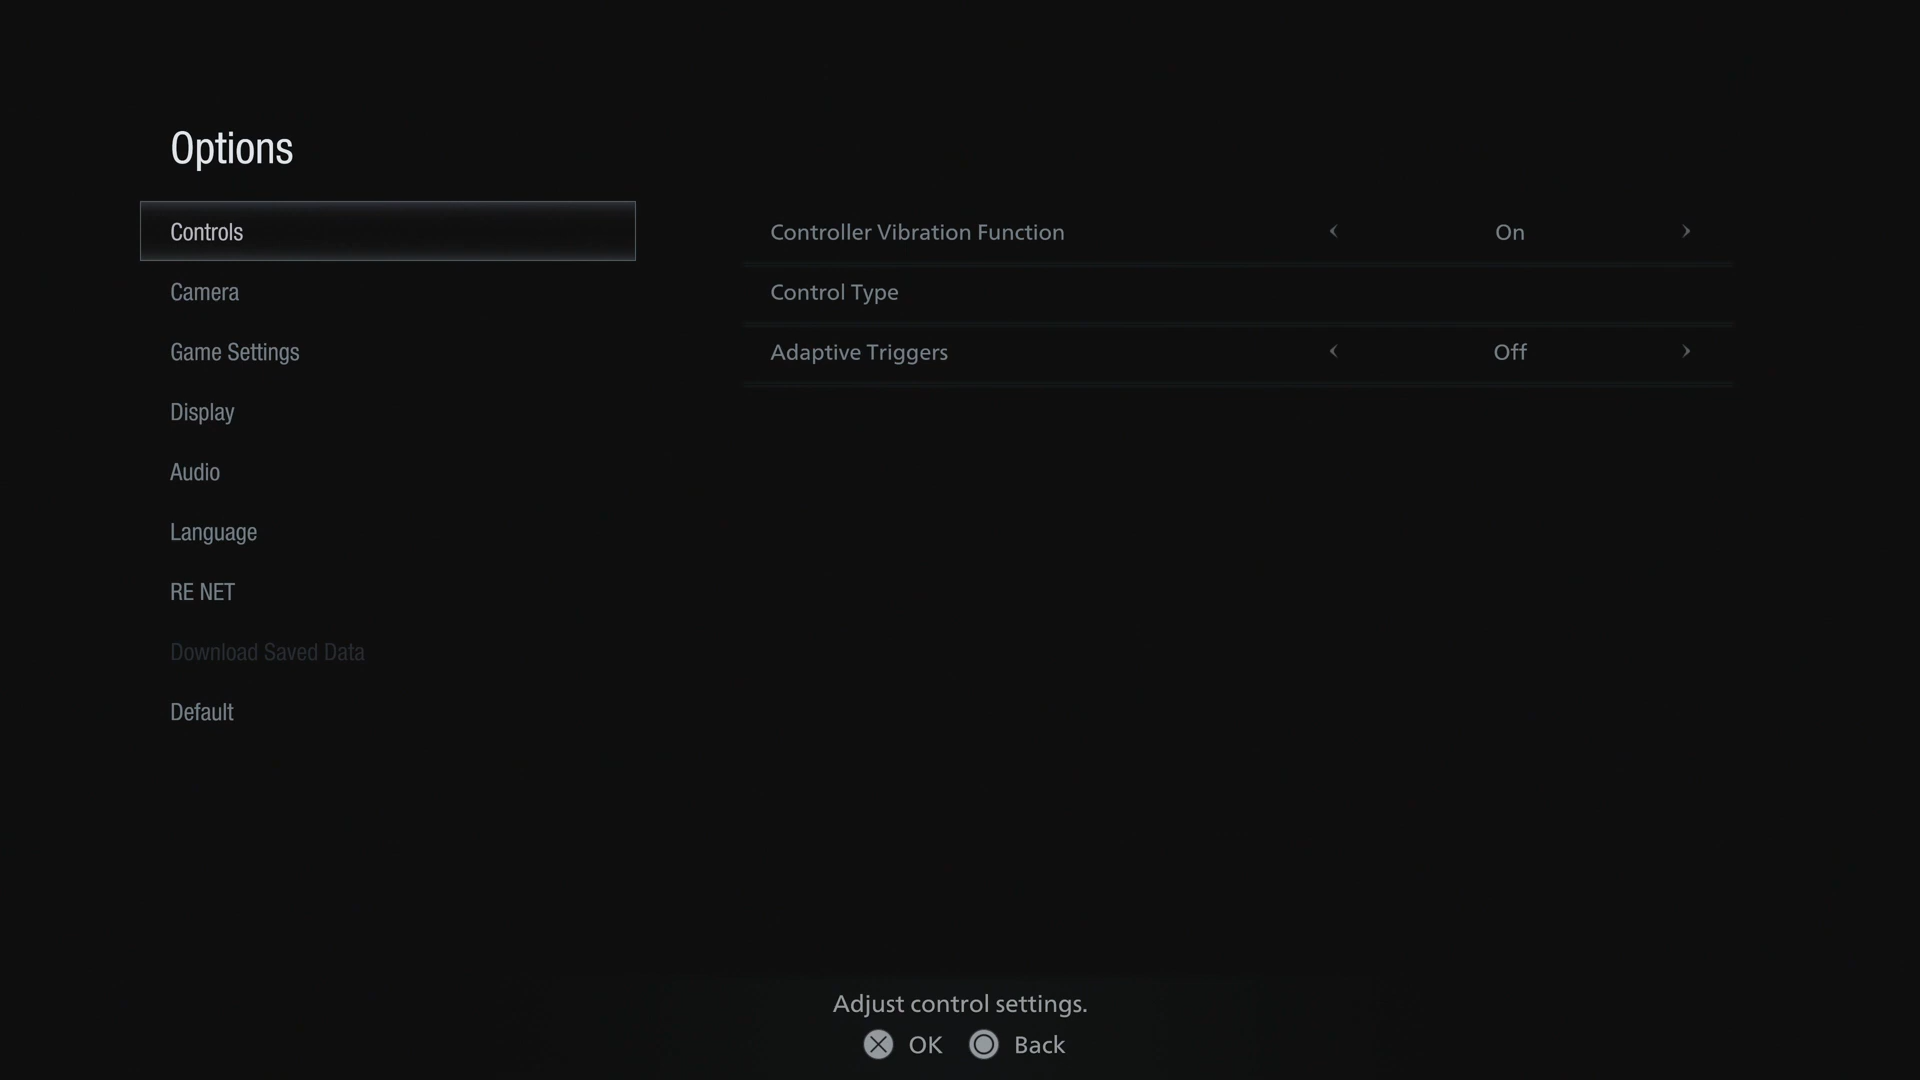 Options
Controls
Controller Vibration Function On
Camera
Control Type
Game Settings
Adaptive Triggers Off
Display
Audio
Language
RE NET
Download Saved Data
Default
Adjust control settings.
OK Back